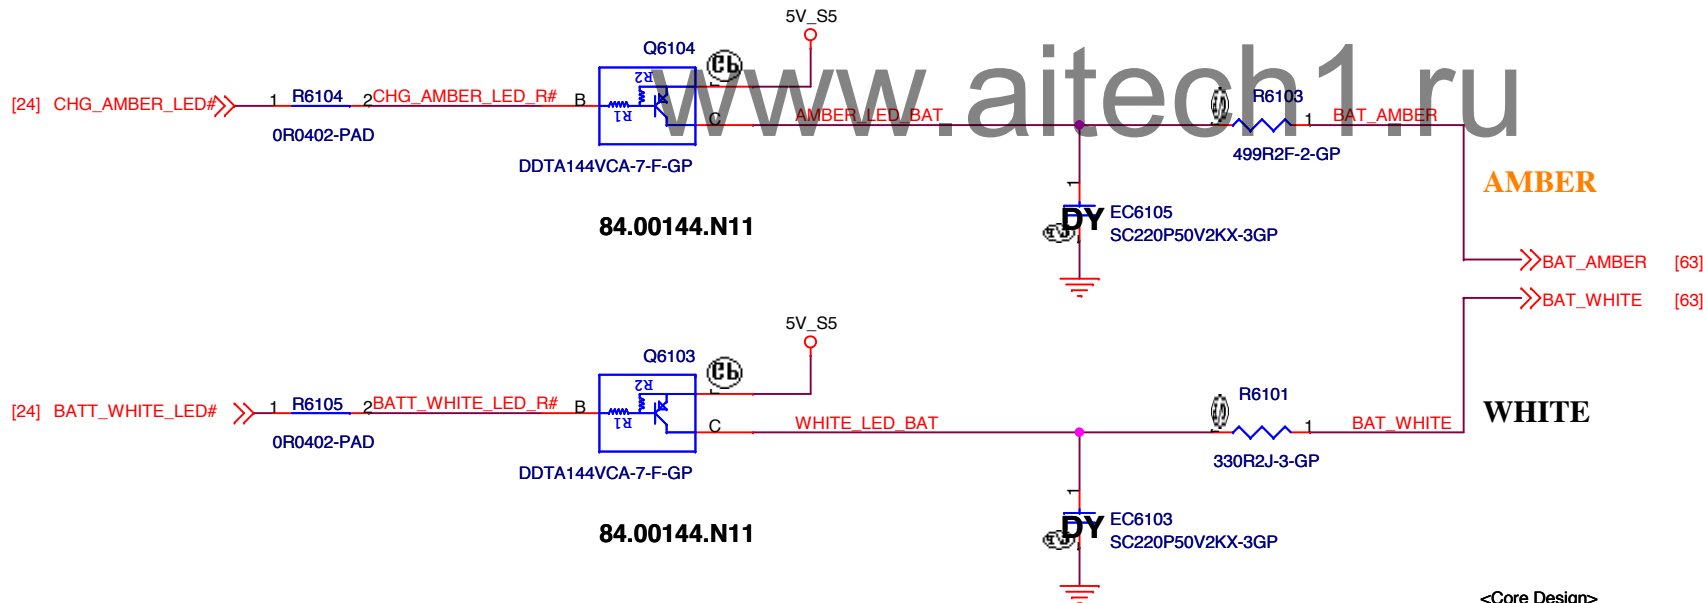 www.aitech1.ru
5V_S5
Q6104
R2
R1
B
C
[24] CHG_AMBER_LED#
1 R6104 2
CHG_AMBER_LED_R#
0R0402-PAD
DDTA144VCA-7-F-GP
84.00144.N11
AMBER_LED_BAT
R6103
1
BAT_AMBER
499R2F-2-GP
AMBER
1
DY
EC6105
SC220P50V2KX-3GP
BAT_AMBER [63]
BAT_WHITE [63]
5V_S5
Q6103
R2
R1
B
C
[24] BATT_WHITE_LED#
1 R6105 2
BATT_WHITE_LED_R#
0R0402-PAD
DDTA144VCA-7-F-GP
84.00144.N11
WHITE_LED_BAT
R6101
1
BAT_WHITE
330R2J-3-GP
WHITE
1
DY
EC6103
SC220P50V2KX-3GP
<Core Design>